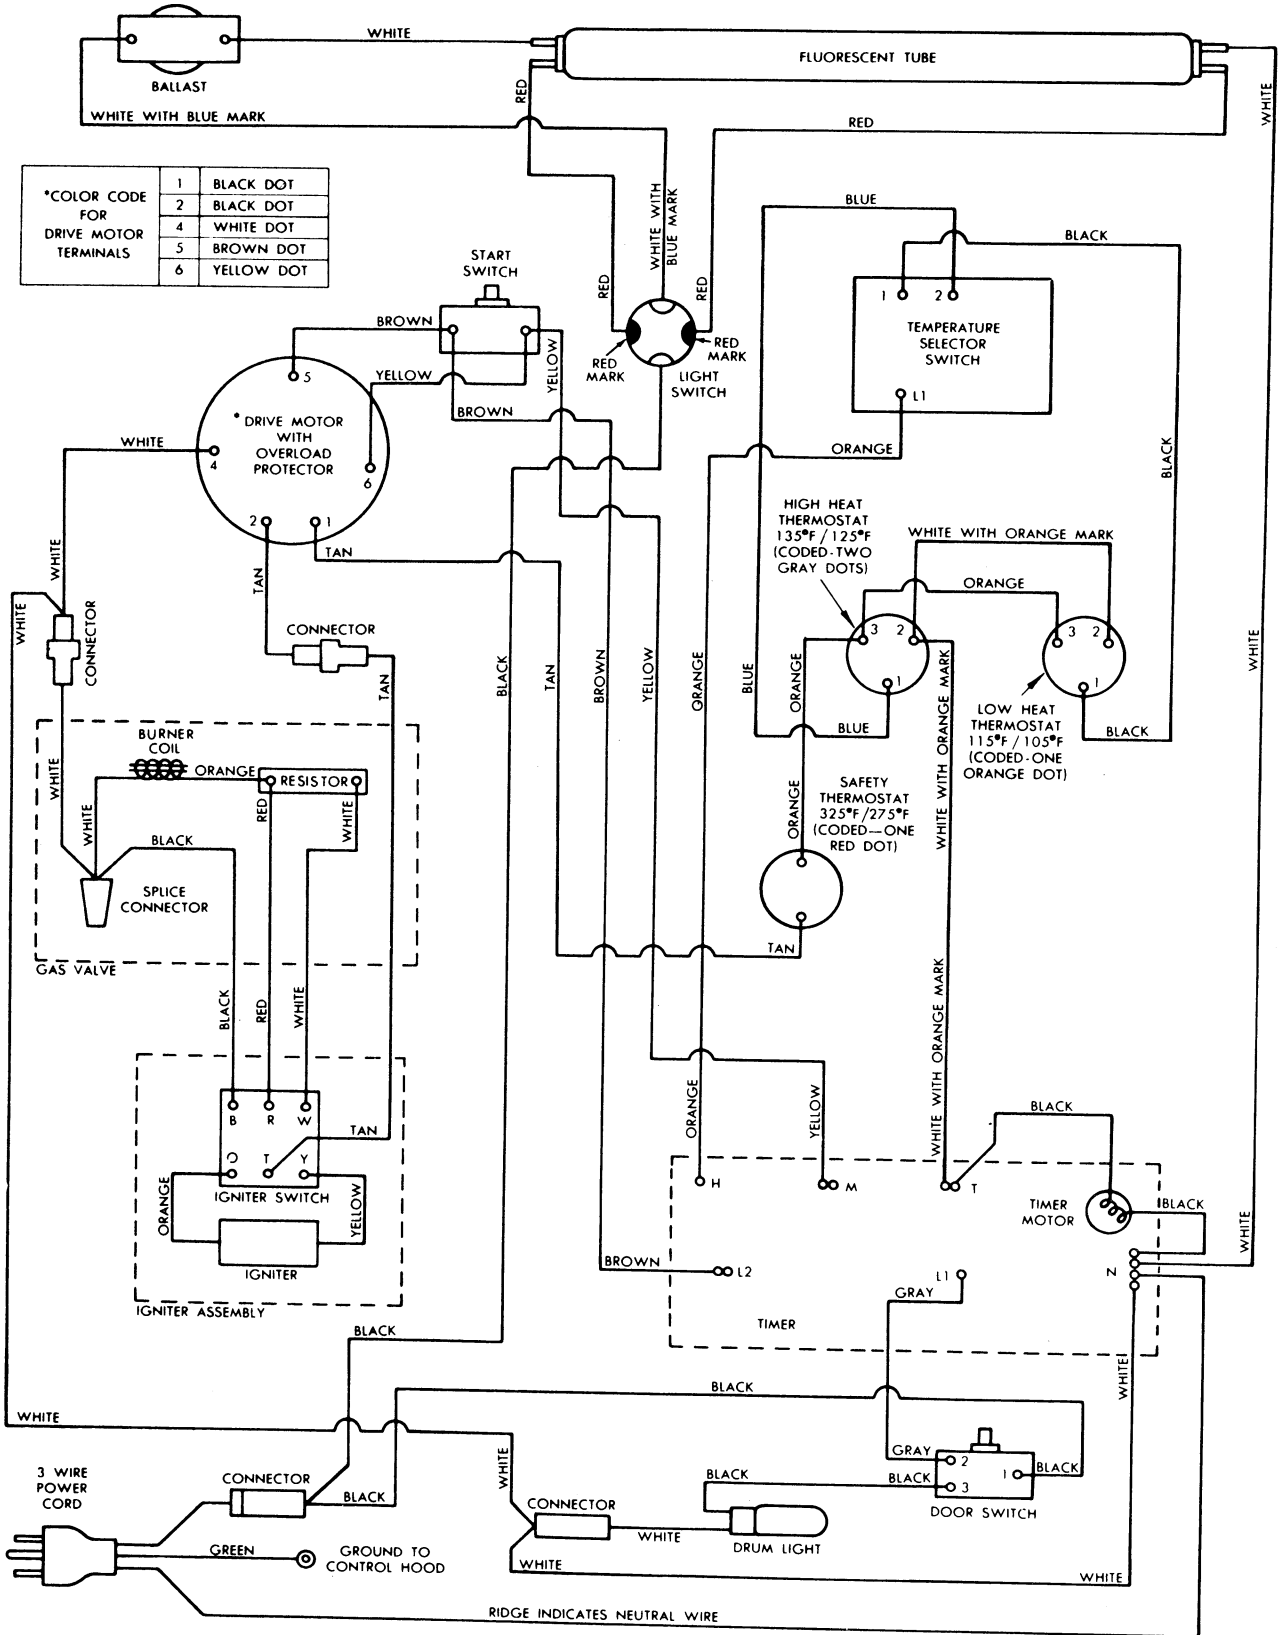 WHITE
FLUORESCENT TUBE
BALLAST
RED
WHITE
WHITE WITH BLUE MARK
RED
*COLOR CODE
FOR
DRIVE MOTOR
TERMINALS
1 BLACK DOT
2 BLACK DOT
4 WHITE DOT
5 BROWN DOT
6 YELLOW DOT
WHITE WITH
BLUE MARK
BLUE
BLACK
START
SWITCH
RED
RED
1 2
TEMPERATURE
SELECTOR
SWITCH
L1
BROWN
YELLOW
RED
MARK
RED
MARK
LIGHT
SWITCH
5
YELLOW
BROWN
* DRIVE MOTOR
WITH
OVERLOAD
PROTECTOR
WHITE
4
6
2
1
ORANGE
BLACK
HIGH HEAT
THERMOSTAT
135°F/125°F
(CODED-TWO
GRAY DOTS)
WHITE WITH ORANGE MARK
ORANGE
TAN
WHITE
TAN
WHITE
CONNECTOR
CONNECTOR
TAN
BLACK
TAN
BROWN
YELLOW
ORANGE
BLUE
ORANGE
3 2
1
3 2
1
WHITE WITH ORANGE MARK
WHITE
LOW HEAT
THERMOSTAT
115°F/105°F
(CODED-ONE
ORANGE DOT)
BLUE
BLACK
BURNER
COIL
ORANGE
RESISTOR
WHITE
WHITE
RED
WHITE
BLACK
SPLICE
CONNECTOR
GAS VALVE
ORANGE
SAFETY
THERMOSTAT
325°F/275°F
(CODED—ONE
RED DOT)
TAN
BLACK
RED
WHITE
WHITE WITH ORANGE MARK
B R W
TAN
O T Y
IGNITER SWITCH
ORANGE
YELLOW
IGNITER
IGNITER ASSEMBLY
ORANGE
YELLOW
BLACK
H
M
T
TIMER
MOTOR
BLACK
WHITE
BROWN
L2
L1
N
GRAY
TIMER
BLACK
WHITE
BLACK
WHITE
3 WIRE
POWER
CORD
CONNECTOR
BLACK
WHITE
CONNECTOR
WHITE
BLACK
GRAY
BLACK
2
1
3
BLACK
DOOR SWITCH
DRUM LIGHT
GREEN
GROUND TO
CONTROL HOOD
WHITE
WHITE
RIDGE INDICATES NEUTRAL WIRE